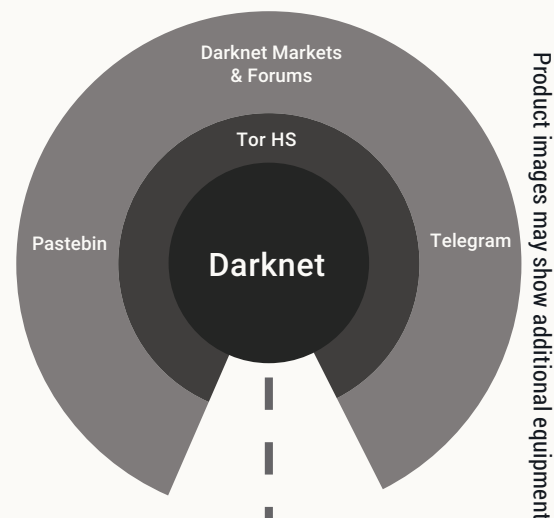 Darknet Markets
& Forums
Tor HS
Pastebin
Telegram
Darknet
Product images may show additional equipment